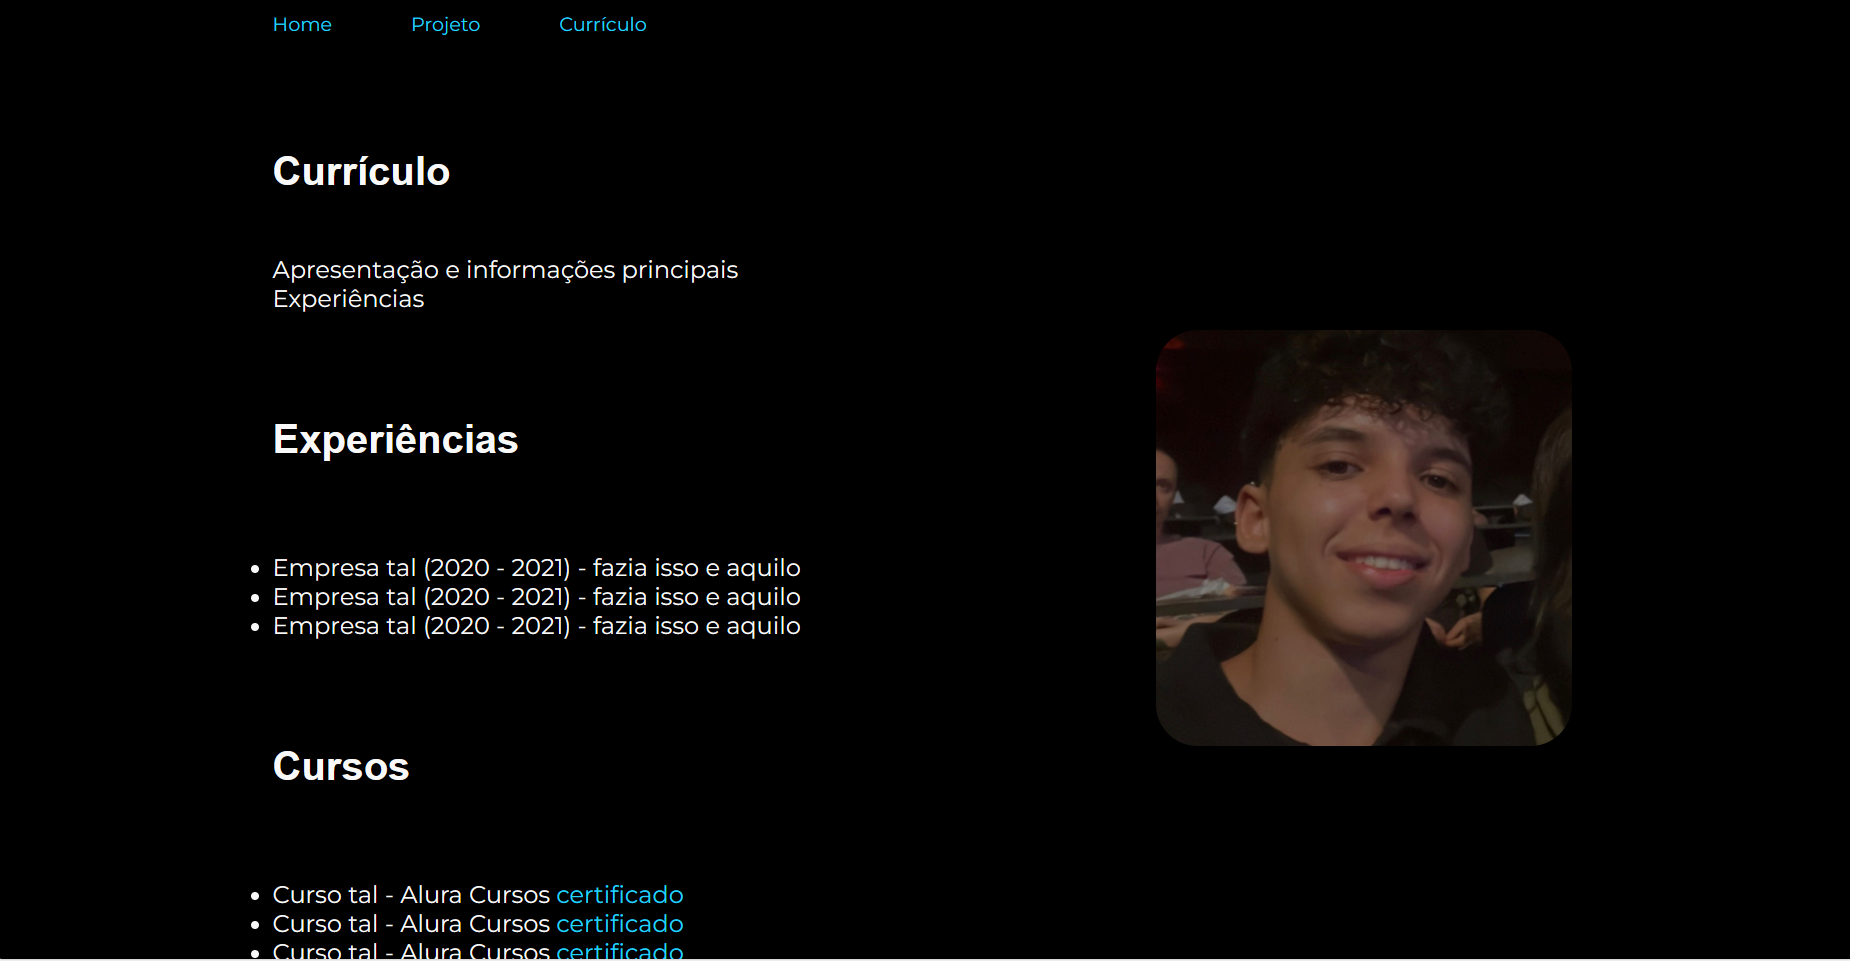 Home Projeto Currículo
Currículo
Apresentação e informações principais
Experiências
Experiências
Empresa tal (2020 - 2021) - fazia isso e aquilo
Empresa tal (2020 - 2021) - fazia isso e aquilo
Empresa tal (2020 - 2021) - fazia isso e aquilo
Cursos
Curso tal - Alura Cursos certificado
Curso tal - Alura Cursos certificado
Curso tal - Alura Cursos certificado